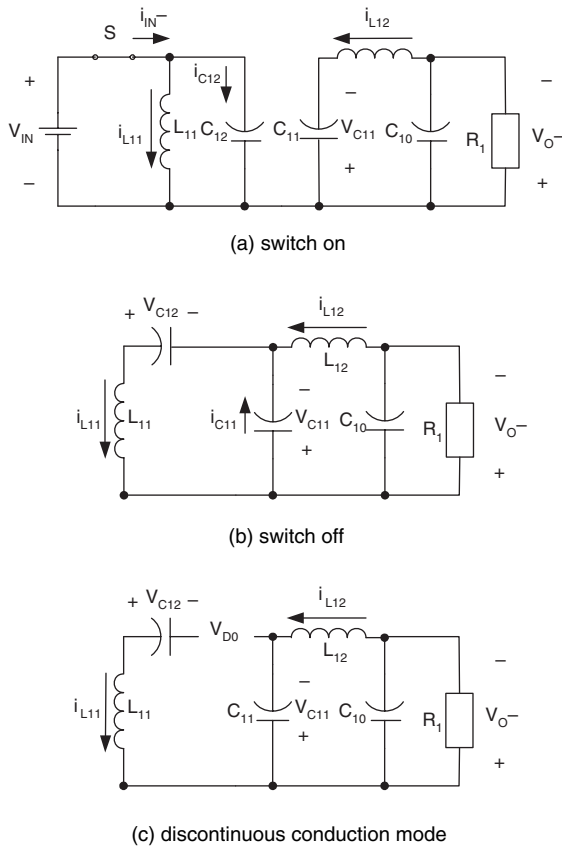 i_IN–
S
+
V_IN
–
i_L11
L_11
i_C12
C_12
C_11
–
V_C11
+
i_L12
C_10
R_1
–
V_O–
+
(a) switch on
+ V_C12 –
i_L11
L_11
i_C11
–
V_C11
+
i_L12
L_12
C_10
R_1
–
V_O–
+
(b) switch off
+ V_C12 –
V_D0
i_L11
L_11
C_11
–
V_C11
+
i_L12
L_12
C_10
R_1
–
V_O–
+
(c) discontinuous conduction mode